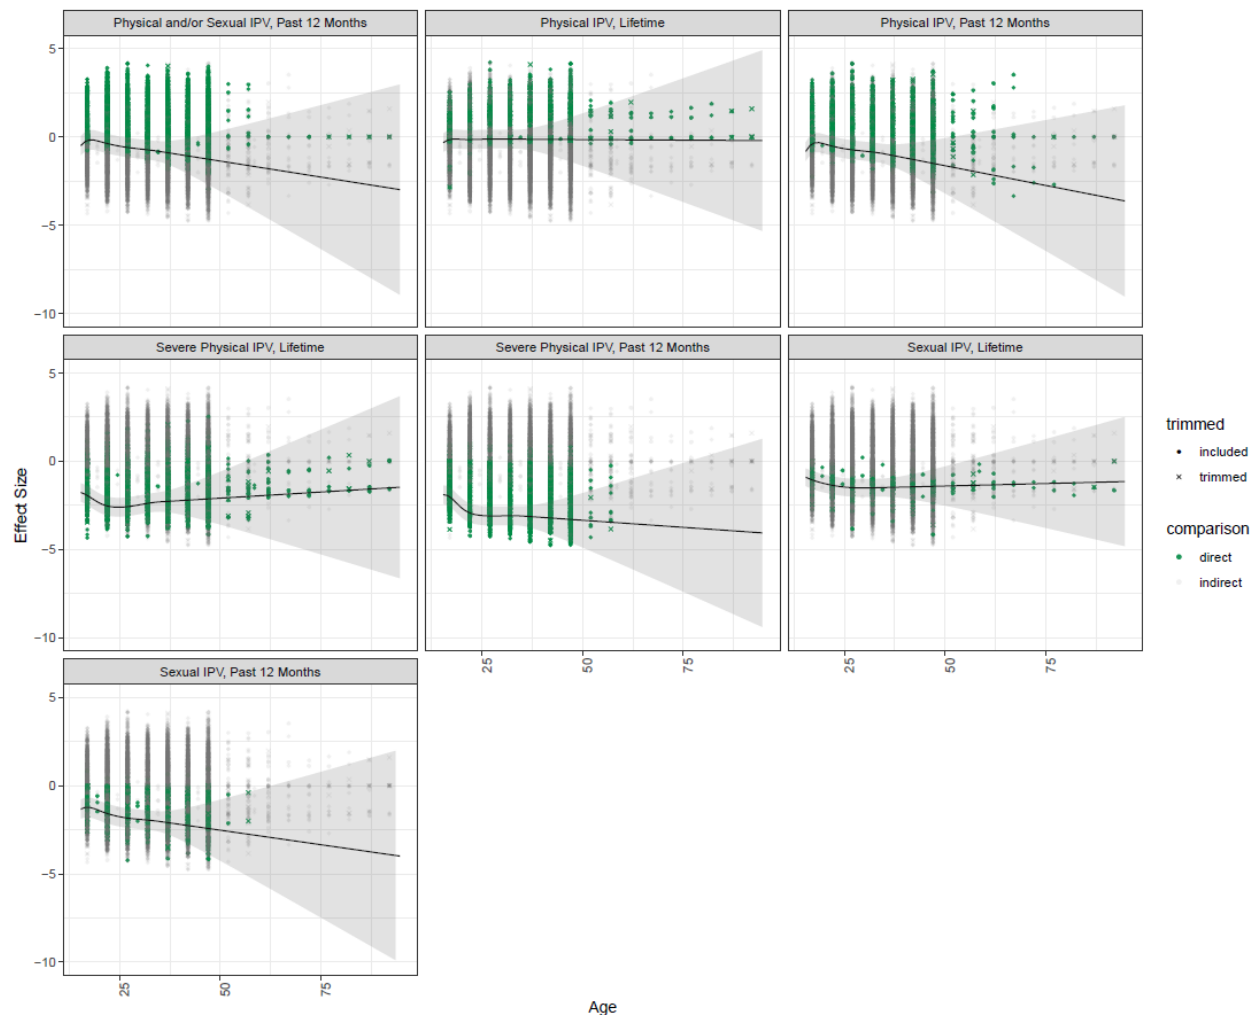 Physical and/or Sexual IPV, Past 12 Months
Physical IPV, Lifetime
Physical IPV, Past 12 Months
5
0
−5
−10
Severe Physical IPV, Lifetime
Severe Physical IPV, Past 12 Months
Sexual IPV, Lifetime
5
0
−5
−10
25
50
75
25
50
75
Sexual IPV, Past 12 Months
5
0
−5
−10
25
50
75
Effect Size
Age
trimmed
included
trimmed
comparison
direct
indirect